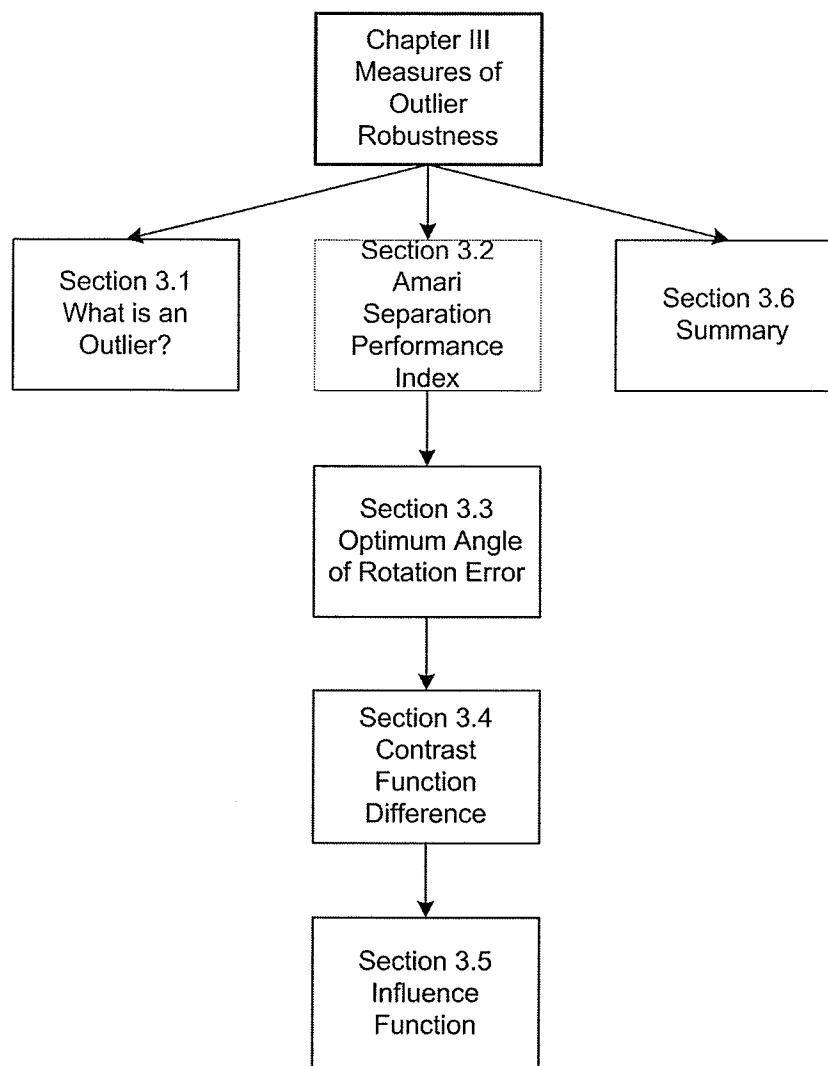 Chapter III
Measures of
Outlier
Robustness
Section 3.1
What is an
Outlier?
Section 3.2
Amari
Separation
Performance
Index
Section 3.6
Summary
Section 3.3
Optimum Angle
of Rotation Error
Section 3.4
Contrast
Function
Difference
Section 3.5
Influence
Function